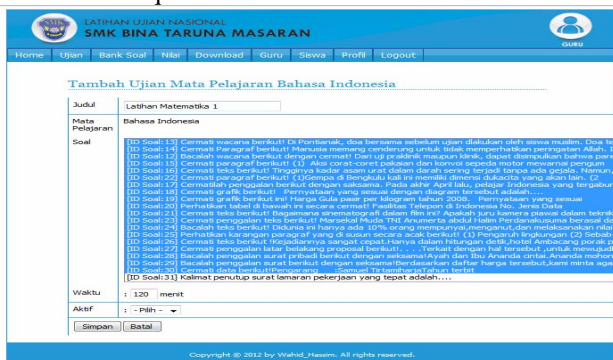 LATIHAN UJIAN NASIONAL
SMK BINA TARUNA MASARAN
GURU
Home Ujian Bank Soal Nilai Download Guru Siswa Profil Logout
Tambah Ujian Mata Pelajaran Bahasa Indonesia
Judul Latihan Matematika 1
Mata Pelajaran Bahasa Indonesia
Soal
[ID Soal:13] Cermati wacana berikut! Di Pontianak, doa bersama sebelum ujian dilakukan oleh siswa muslim. Doa
[ID Soal:14] Cermati Paragraf berikut! Manusia memang cenderung untuk tidak memperhatikan peringatan Allah.
[ID Soal:12] Bacalah wacana berikut dengan cermat! Dari uji praklinik maupun klinik, dapat disimpulkan bahwa
[ID Soal:15] Cermati paragraf berikut! (1) Aksi corat-coret pakaian dan konvoi sepeda motor mewarnai pengum
[ID Soal:16] Cermati teks berikut! Tingginya kadar asam urat dalam darah sering terjadi tanpa ada gejala. Namun,
[ID Soal:22] Cermati paragraf berikut! (1)Gempa di Bengkulu kali ini memiliki dimensi dukacita yang akan lain. (2)
[ID Soal:17] Cermatilah penggalan berikut dengan saksama. Pada akhir April lalu, pelajar Indonesia yang tergabun
[ID Soal:18] Cermati grafik berikut! Pernyataan yang sesuai dengan diagram tersebut adalah....
[ID Soal:19] Cermati grafik berikut ini! Harga Gula pasir per kilogram tahun 2008. Pernyataan yang sesuai
[ID Soal:20] Perhatikan tabel di bawah ini secara cermat! Fasilitas Telepon di Indonesia No. Jenis Data
[ID Soal:21] Cermati teks berikut! Bagaimana sinematografi dalam film ini? Apakah juru kamera piawai dalam teknik
[ID Soal:23] Cermati penggalan teks berikut! Marsekal Muda TNI Anumerta abdul Halim Perdanakusuma berasal da
[ID Soal:24] Bacalah teks berikut! Didunia ini hanya ada 10% orang mempunyai,menganut,dan melaksanakan nilai
[ID Soal:25] Perhatikan karangan paragraf yang di susun secara acak berikut! (1) Pengaruh lingkungan (2)
[ID Soal:26] Cermati teks berikut !Kejadiannya sangat cepat.Hanya dalam hitungan detik,hotel Ambacang porak p
[ID Soal:27] Cermati penggalan latar belakang proposal berikut!. . . .Terkait dengan hal tersebut ,untuk
[ID Soal:28] Bacalah penggalan surat pribadi berikut dengan seksama!Ayah dan Ibu Ananda cintai.Ananda mohon
[ID Soal:29] Bacalah penggalan surat berikut dengan seksama!Berdasarkan daftar harga tersebut,kami minta aga
[ID Soal:30] Cermati data berikut!Pengarang :Samuel TirtamiharjaTahun terbit
[ID Soal:31] Kalimat penutup surat lamaran pekerjaan yang tepat adalah....
Waktu : 120 menit
Aktif : - Pilih -
Simpan Batal
Copyright © 2012 by Wahid_Hasim. All rights reserved.